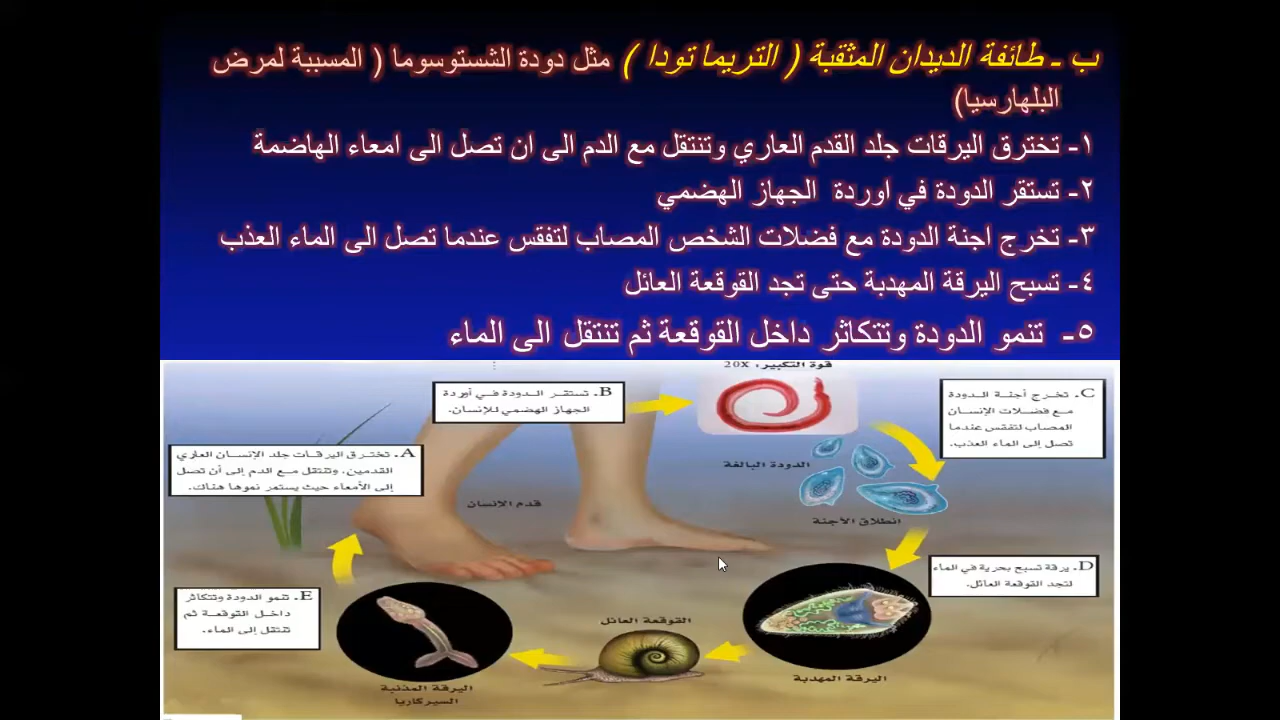 ب ـ طائفة الديدان المثقبة ( التريما تودا ) مثل دودة الشستوسوما ( المسببة لمرض
البلهارسيا)
١- تخترق اليرقات جلد القدم العاري وتنتقل مع الدم الى ان تصل الى امعاء الهاضمة
٢- تستقر الدودة في اوردة الجهاز الهضمي
٣- تخرج اجنة الدودة مع فضلات الشخص المصاب لتفقس عندما تصل الى الماء العذب
٤- تسبح اليرقة المهدبة حتى تجد القوقعة العائل
٥- تنمو الدودة وتتكاثر داخل القوقعة ثم تنتقل الى الماء
قوة التكبير، 20X
B. تستقر الدودة في أوردة
الجهاز الهضمي للإنسان.
C. تخرج أجنة الدودة
مع فضلات الإنسان
المصاب لتفقس عندما
تصل إلى الماء العذب.
A. تخترق اليرقات جلد الإنسان العاري
القدمين، وتنتقل مع الدم إلى أن تصل
إلى الأمعاء حيث يستمر نموها هناك.
الدودة البالغة
قدم الانسان
انطلاق الأجنة
D. يرقة تسبح بحرية في الماء
لتجد القوقعة العائل.
E. تنمو الدودة وتتكاثر
داخل القوقعة ثم
تنتقل إلى الماء.
القوقعة العائل
اليرقة المهدبة
اليرقة المذنبة
السيركاريا